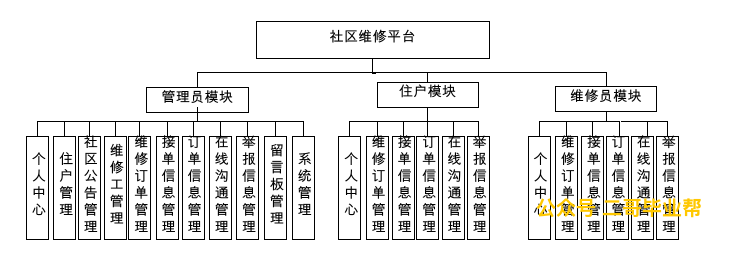 社区维修平台
管理员模块
住户模块
维修员模块
个人中心
住户管理
社区公告管理
维修工管理
维修订单管理
接单信息管理
订单信息管理
在线沟通管理
举报信息管理
留言板管理
系统管理
个人中心
维修订单管理
接单信息管理
订单信息管理
在线沟通管理
举报信息管理
个人中心
维修订单管理
接单信息管理
订单信息管理
在线沟通管理
举报信息管理
公众号 二哥毕业帮